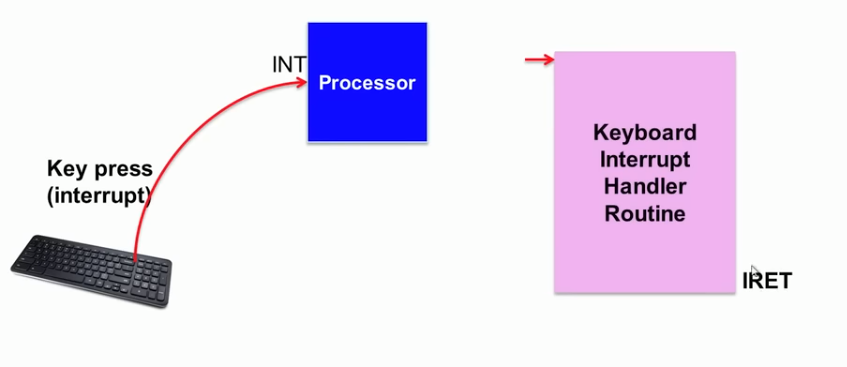 INT
Processor
Key press
(interrupt)
Keyboard
Interrupt
Handler
Routine
IRET